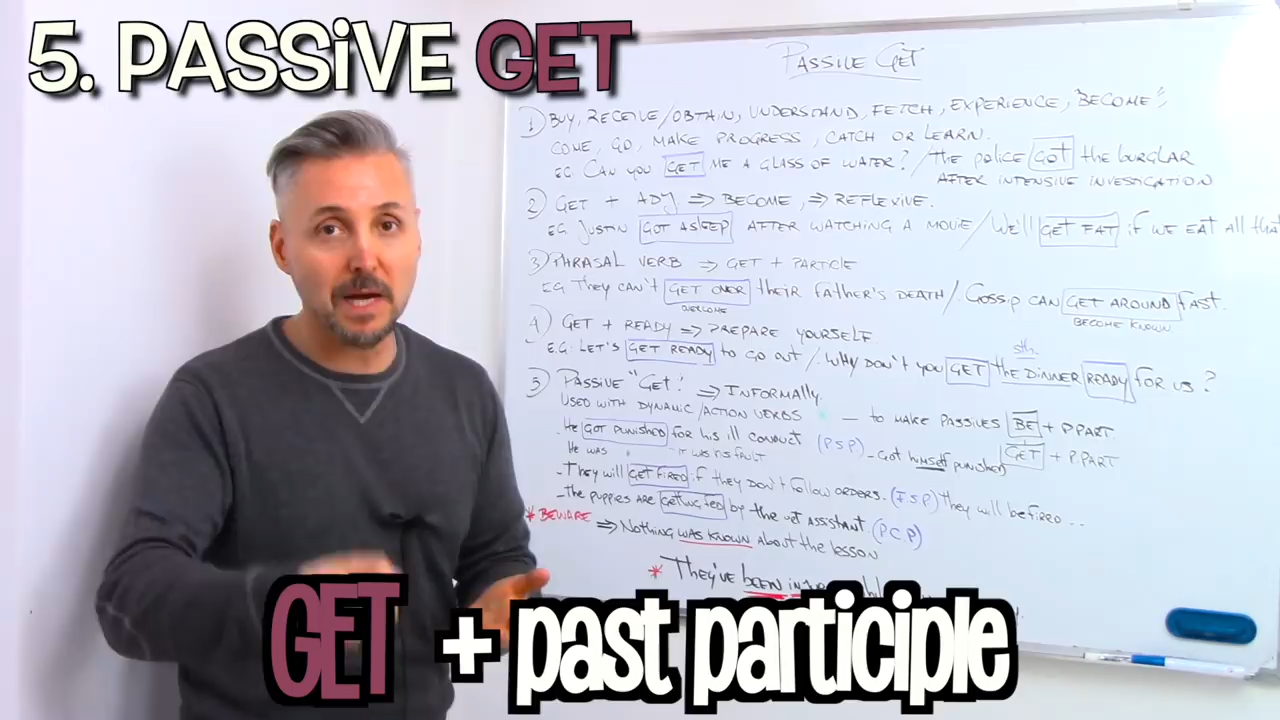 5. PASSiVE GET
PASSIVE GET
1) BUY, RECEIVE/OBTAIN, UNDERSTAND, FETCH, EXPERIENCE, "BECOME",
COME, GO, MAKE PROGRESS, CATCH OR LEARN.
EG. CAN YOU GET ME A GLASS OF WATER? / THE POLICE GOT THE BURGLAR
AFTER INTENSIVE INVESTIGATION
2) GET + ADJ ⇒ BECOME, ⇒ REFLEXIVE.
EG. JUSTIN GOT ASLEEP AFTER WATCHING A MOVIE / WE'LL GET FAT IF WE EAT ALL THAT
3) PHRASAL VERB ⇒ GET + PARTICLE
EG THEY CAN'T GET OVER THEIR FATHER'S DEATH / GOSSIP CAN GET AROUND FAST.
OVERCOME
BECOME KNOWN
4) GET + READY ⇒ PREPARE YOURSELF
sth.
E.G: LET'S GET READY TO GO OUT / WHY DON'T YOU GET THE DINNER READY FOR US?
5) PASSIVE "GET" ⇒ INFORMALLY.
USED WITH DYNAMIC/ACTION VERBS — TO MAKE PASSIVES BE + P.PART
- HE GOT PUNISHED FOR HIS ILL CONDUCT (P.S.P) - GOT HIMSELF PUNISHED GET + P.PART
HE WAS " IT WAS HIS FAULT
- THEY WILL GET FIRED IF THEY DON'T FOLLOW ORDERS. (F.S.P) THEY WILL BE FIRED ..
- THE PUPPIES ARE GETTING FED BY THE VET ASSISTANT (P.C.P)
* BEWARE ⇒ NOTHING WAS KNOWN ABOUT THE LESSON
* THEY'VE BEEN
GET + past participle